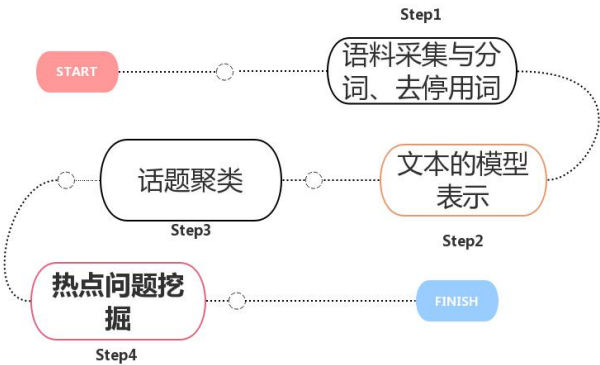 Step1
START
语料采集与分
词、去停用词
文本的模型
表示
Step2
话题聚类
Step3
热点问题挖
掘
Step4
FINISH